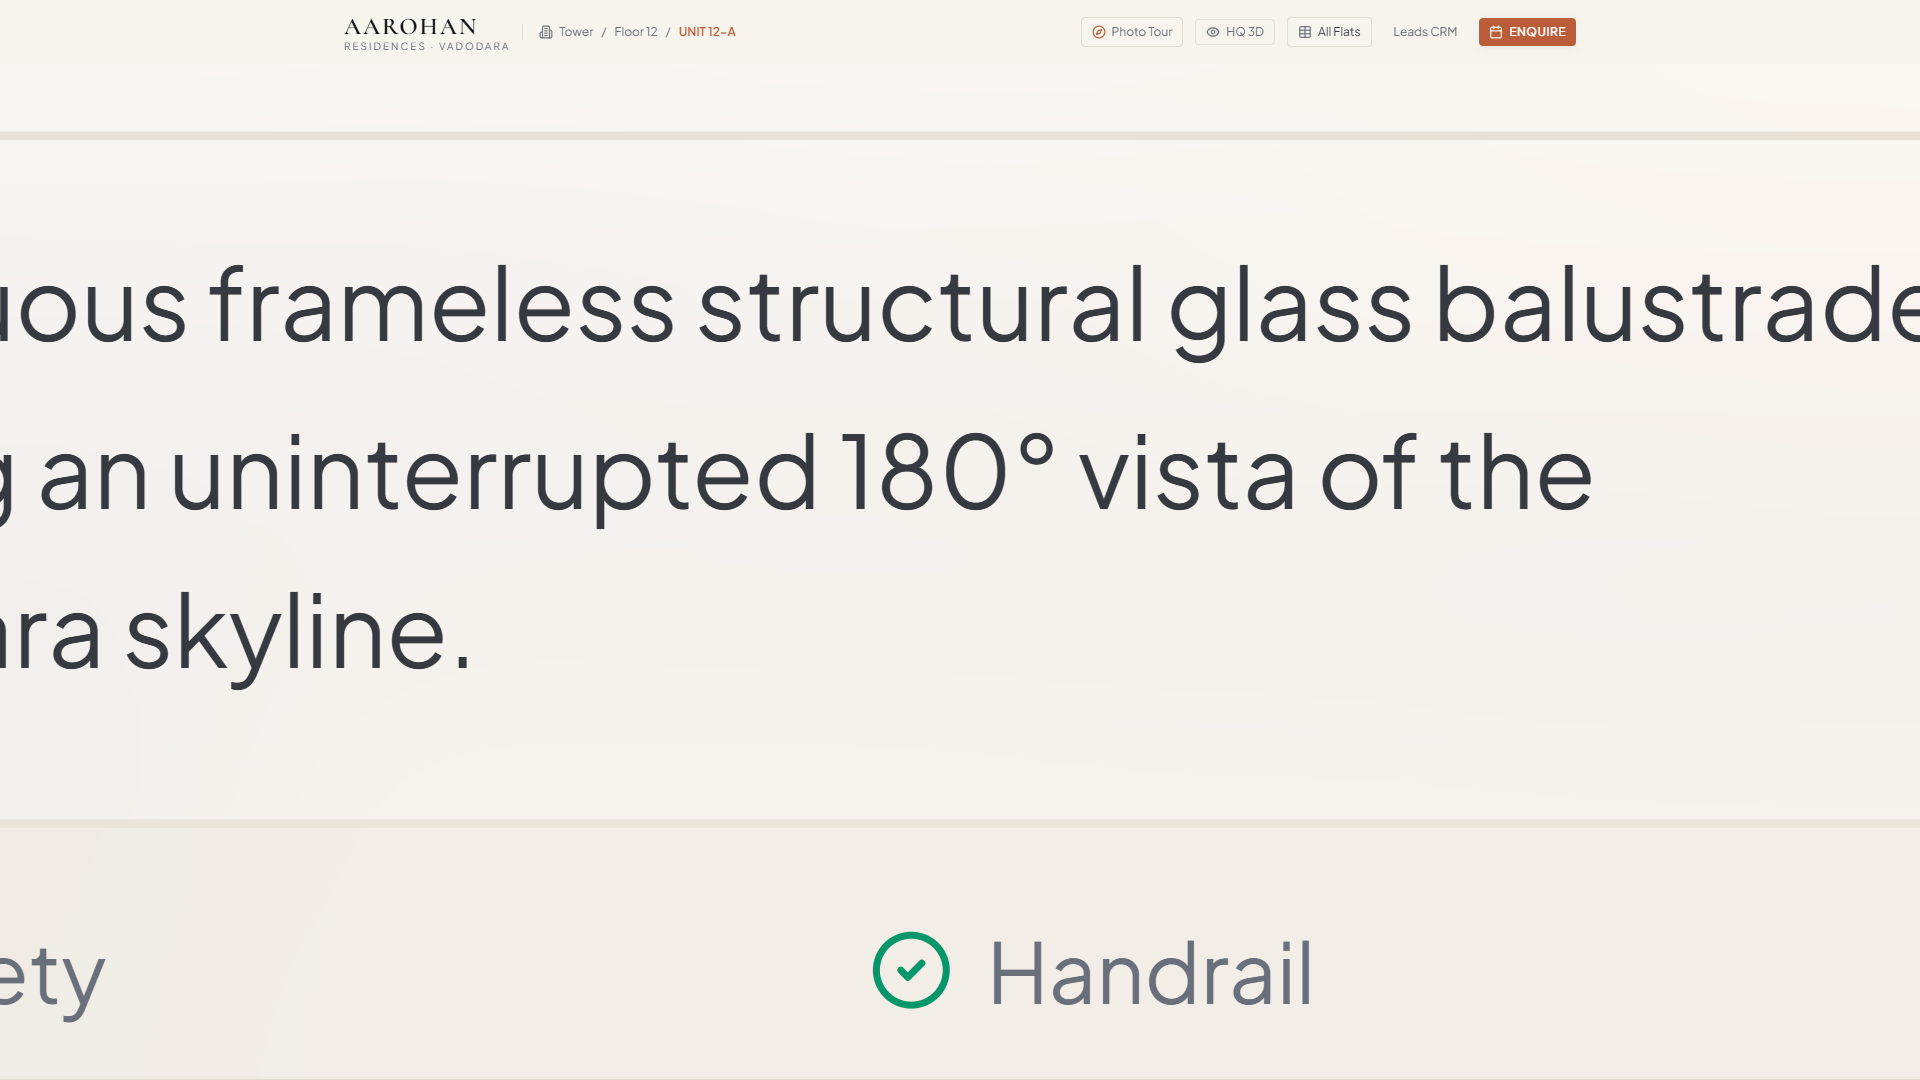 AAROHAN
RESIDENCES · VADODARA
Tower / Floor 12 / UNIT 12-A
Photo Tour
HQ 3D
All Flats
Leads CRM
ENQUIRE
frameless structural glass balustrade
an uninterrupted 180° vista of the
skyline.
Handrail